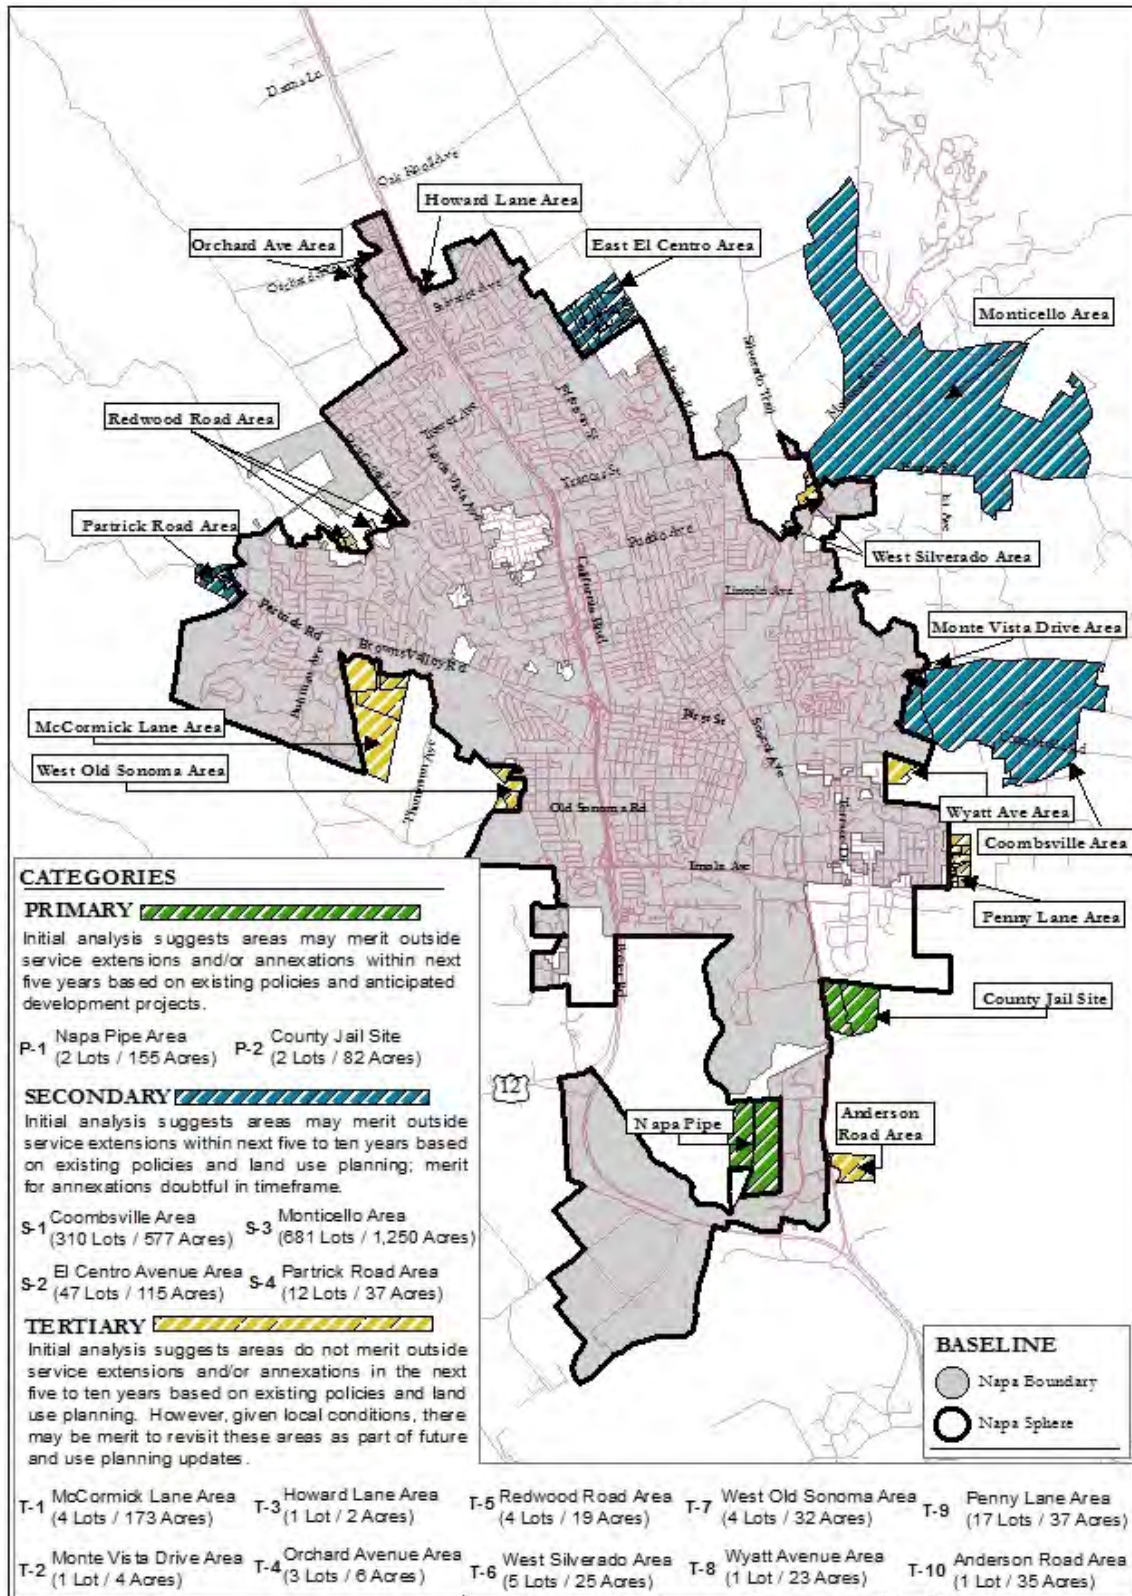 Darms Ln
Oak Knoll Ave
Howard Lane Area
Orchard Ave Area
East El Centro Area
Monticello Area
Silverado Trail
Big Ranch Rd
Redwood Road Area
Trancas St
Partrick Road Area
Pueblo Ave
West Silverado Area
California Blvd
Lincoln Ave
Monte Vista Drive Area
Partrick Rd
Browns Valley Rd
McCormick Lane Area
First St
Soscol Ave
West Old Sonoma Area
Thompson Ave
Old Sonoma Rd
Wyatt Ave Area
Coombsville Area
Imola Ave
Penny Lane Area
County Jail Site
12
Napa Pipe
Anderson
Road Area
CATEGORIES
PRIMARY
Initial analysis suggests areas may merit outside
service extensions and/or annexations within next
five years based on existing policies and anticipated
development projects.
P-1 Napa Pipe Area
(2 Lots / 155 Acres)
P-2 County Jail Site
(2 Lots / 82 Acres)
SECONDARY
Initial analysis suggests areas may merit outside
service extensions within next five to ten years based
on existing policies and land use planning; merit
for annexations doubtful in timeframe.
S-1 Coombsville Area
(310 Lots / 577 Acres)
S-3 Monticello Area
(681 Lots / 1,250 Acres)
S-2 El Centro Avenue Area
(47 Lots / 115 Acres)
S-4 Partrick Road Area
(12 Lots / 37 Acres)
TERTIARY
Initial analysis suggests areas do not merit outside
service extensions and/or annexations in the next
five to ten years based on existing policies and land
use planning. However, given local conditions, there
may be merit to revisit these areas as part of future
and use planning updates.
BASELINE
Napa Boundary
Napa Sphere
T-1 McCormick Lane Area
(4 Lots / 173 Acres)
T-3 Howard Lane Area
(1 Lot / 2 Acres)
T-5 Redwood Road Area
(4 Lots / 19 Acres)
T-7 West Old Sonoma Area
(4 Lots / 32 Acres)
T-9 Penny Lane Area
(17 Lots / 37 Acres)
T-2 Monte Vista Drive Area
(1 Lot / 4 Acres)
T-4 Orchard Avenue Area
(3 Lots / 6 Acres)
T-6 West Silverado Area
(5 Lots / 25 Acres)
T-8 Wyatt Avenue Area
(1 Lot / 23 Acres)
T-10 Anderson Road Area
(1 Lot / 35 Acres)